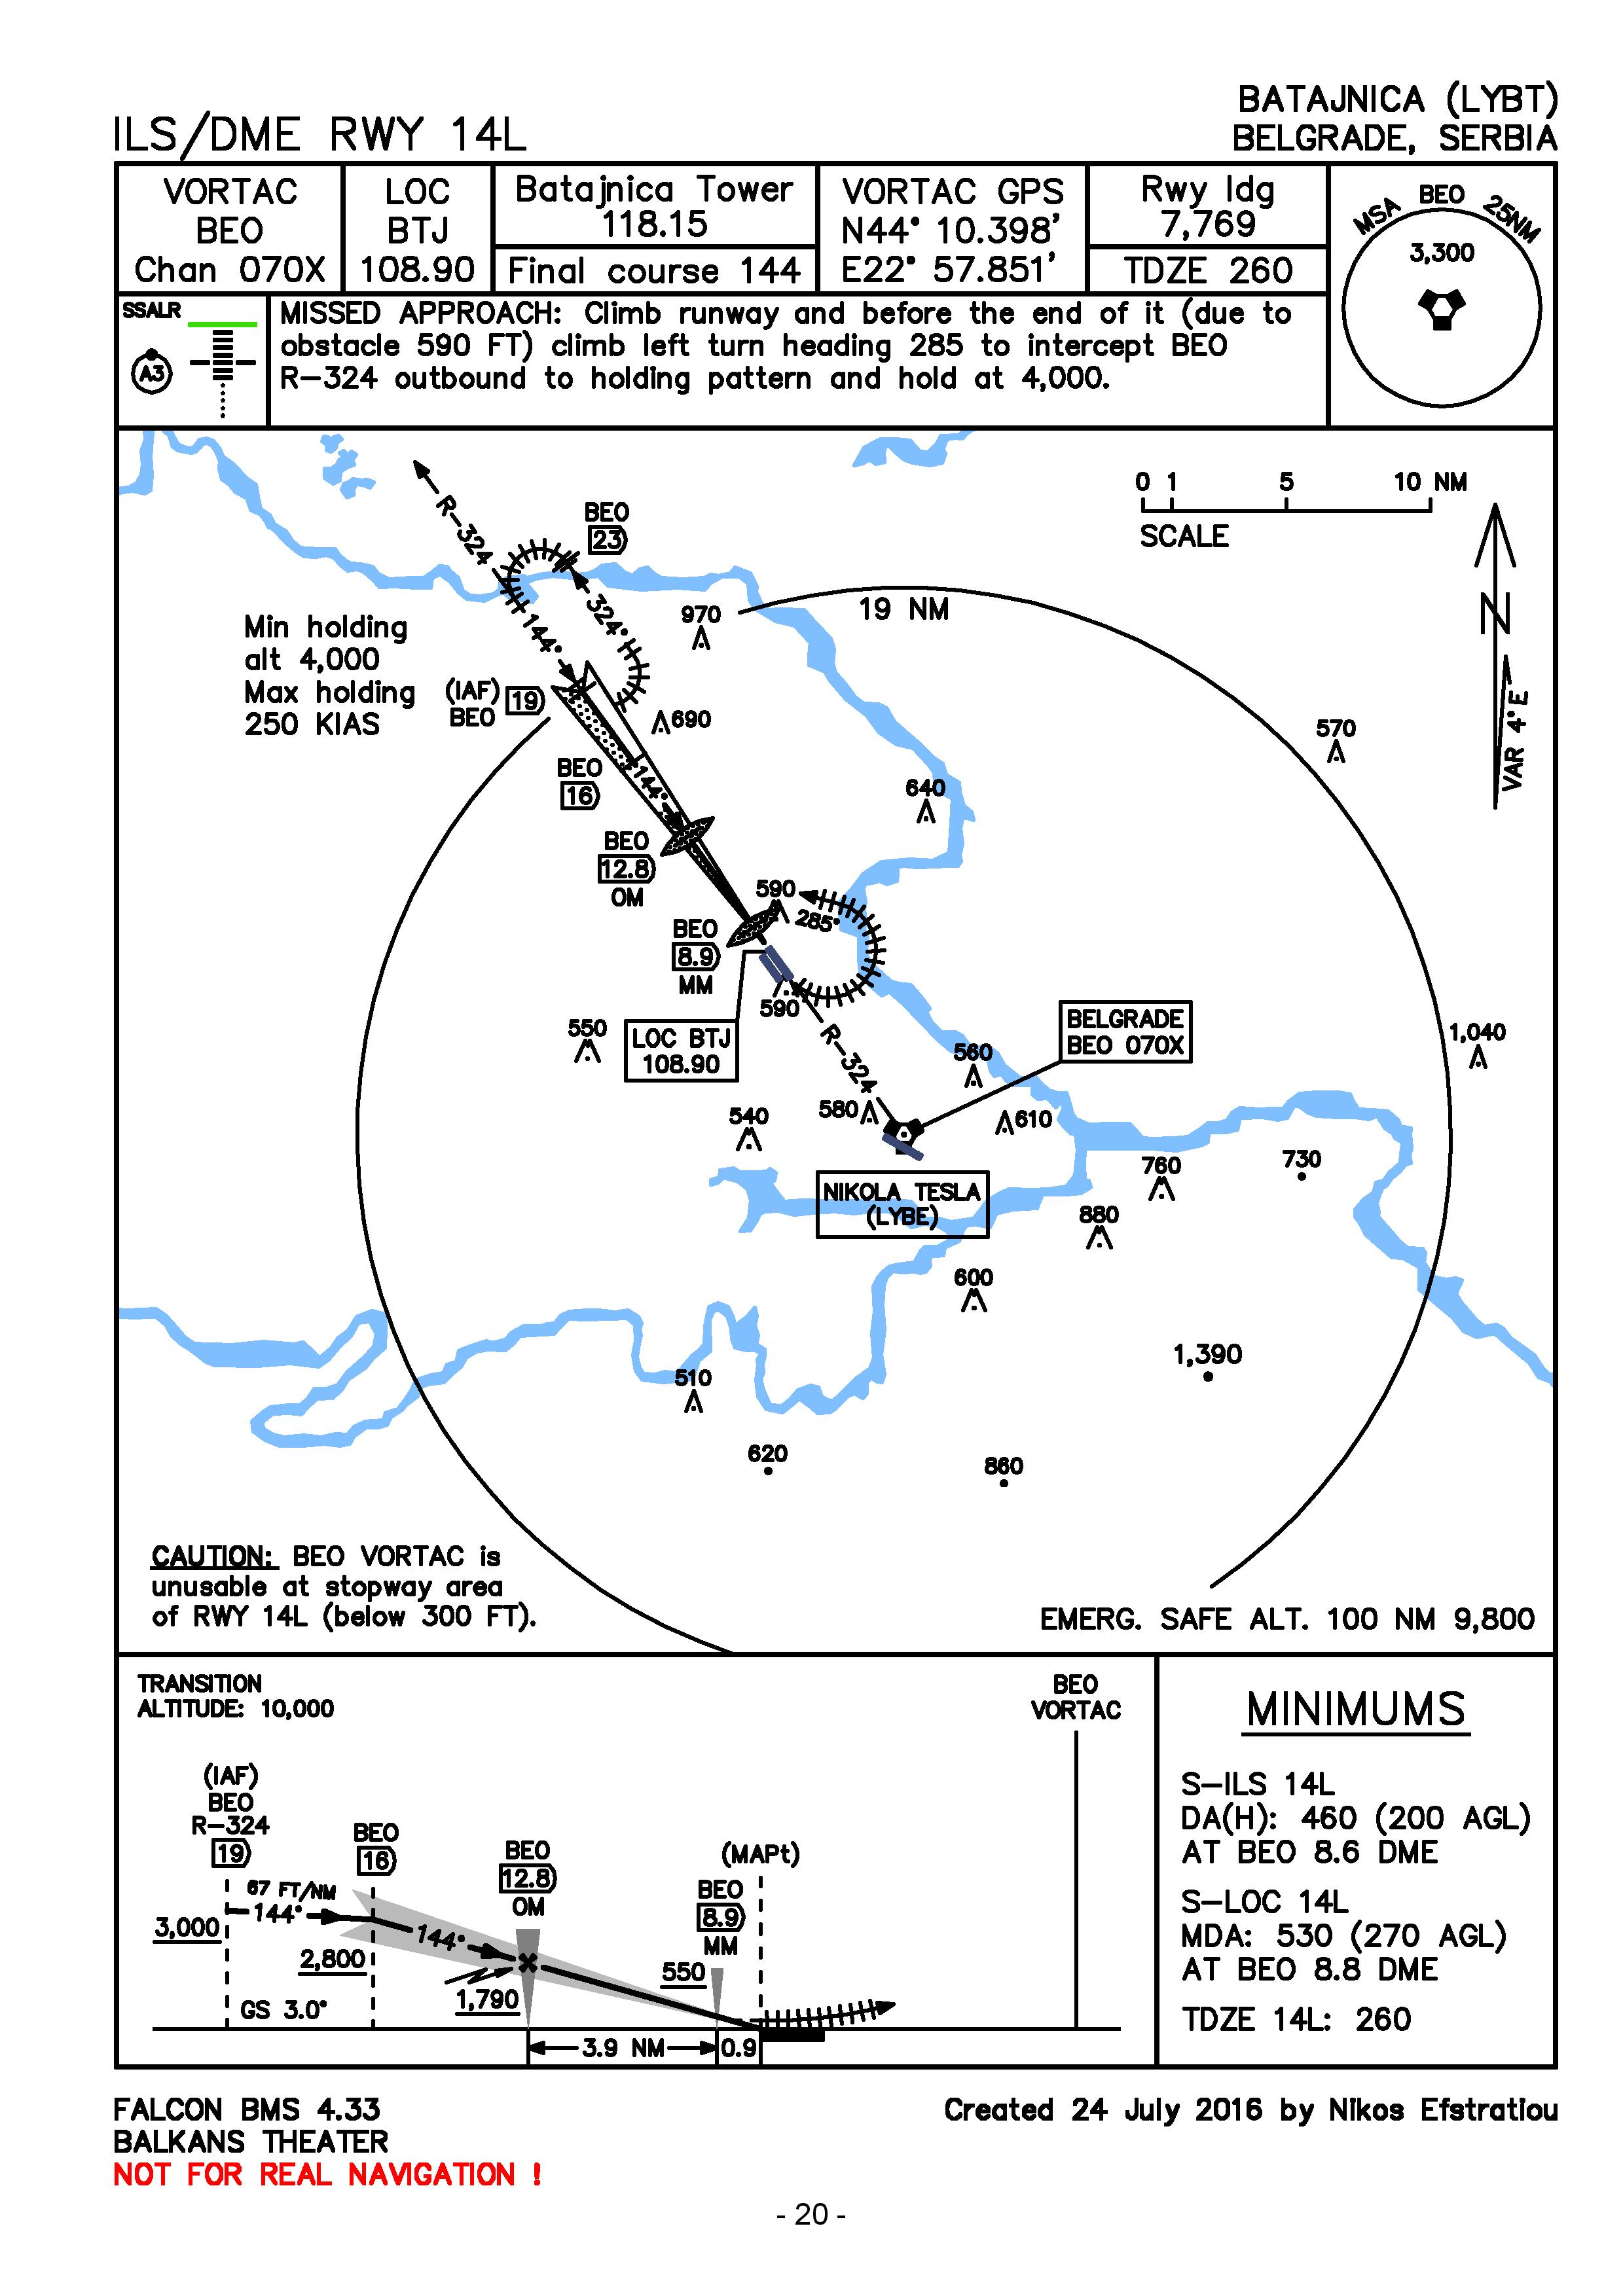 ILS/DME RWY 14L
BATAJNICA (LYBT)
BELGRADE, SERBIA
VORTAC
BEO
Chan 070X
LOC
BTJ
108.90
Batajnica Tower
118.15
Final course 144
VORTAC GPS
N44° 10.398'
E22° 57.851'
Rwy ldg
7,769
TDZE 260
MSA BEO 25NM
3,300
SSALR
A3
MISSED APPROACH: Climb runway and before the end of it (due to
obstacle 590 FT) climb left turn heading 285 to intercept BEO
R-324 outbound to holding pattern and hold at 4,000.
0 1 5 10 NM
SCALE
N
VAR 4°E
R-324
BEO
23
144°
324°
970
19 NM
Min holding
alt 4,000
Max holding
250 KIAS
(IAF)
BEO
19
690
570
BEO
16
144°
640
BEO
12.8
OM
590
285°
BEO
8.9
MM
590
550
LOC BTJ
108.90
R-324
BELGRADE
BEO 070X
1,040
560
580
610
540
760
730
NIKOLA TESLA
(LYBE)
880
600
1,390
510
620
860
CAUTION: BEO VORTAC is
unusable at stopway area
of RWY 14L (below 300 FT).
EMERG. SAFE ALT. 100 NM 9,800
TRANSITION
ALTITUDE: 10,000
BEO
VORTAC
(IAF)
BEO
R-324
19
BEO
16
BEO
12.8
OM
(MAPt)
BEO
8.9
MM
67 FT/NM
144°
3,000
144°
2,800
550
1,790
GS 3.0°
3.9 NM
0.9
MINIMUMS
S-ILS 14L
DA(H): 460 (200 AGL)
AT BEO 8.6 DME
S-LOC 14L
MDA: 530 (270 AGL)
AT BEO 8.8 DME
TDZE 14L: 260
FALCON BMS 4.33
BALKANS THEATER
NOT FOR REAL NAVIGATION !
Created 24 July 2016 by Nikos Efstratiou
- 20 -